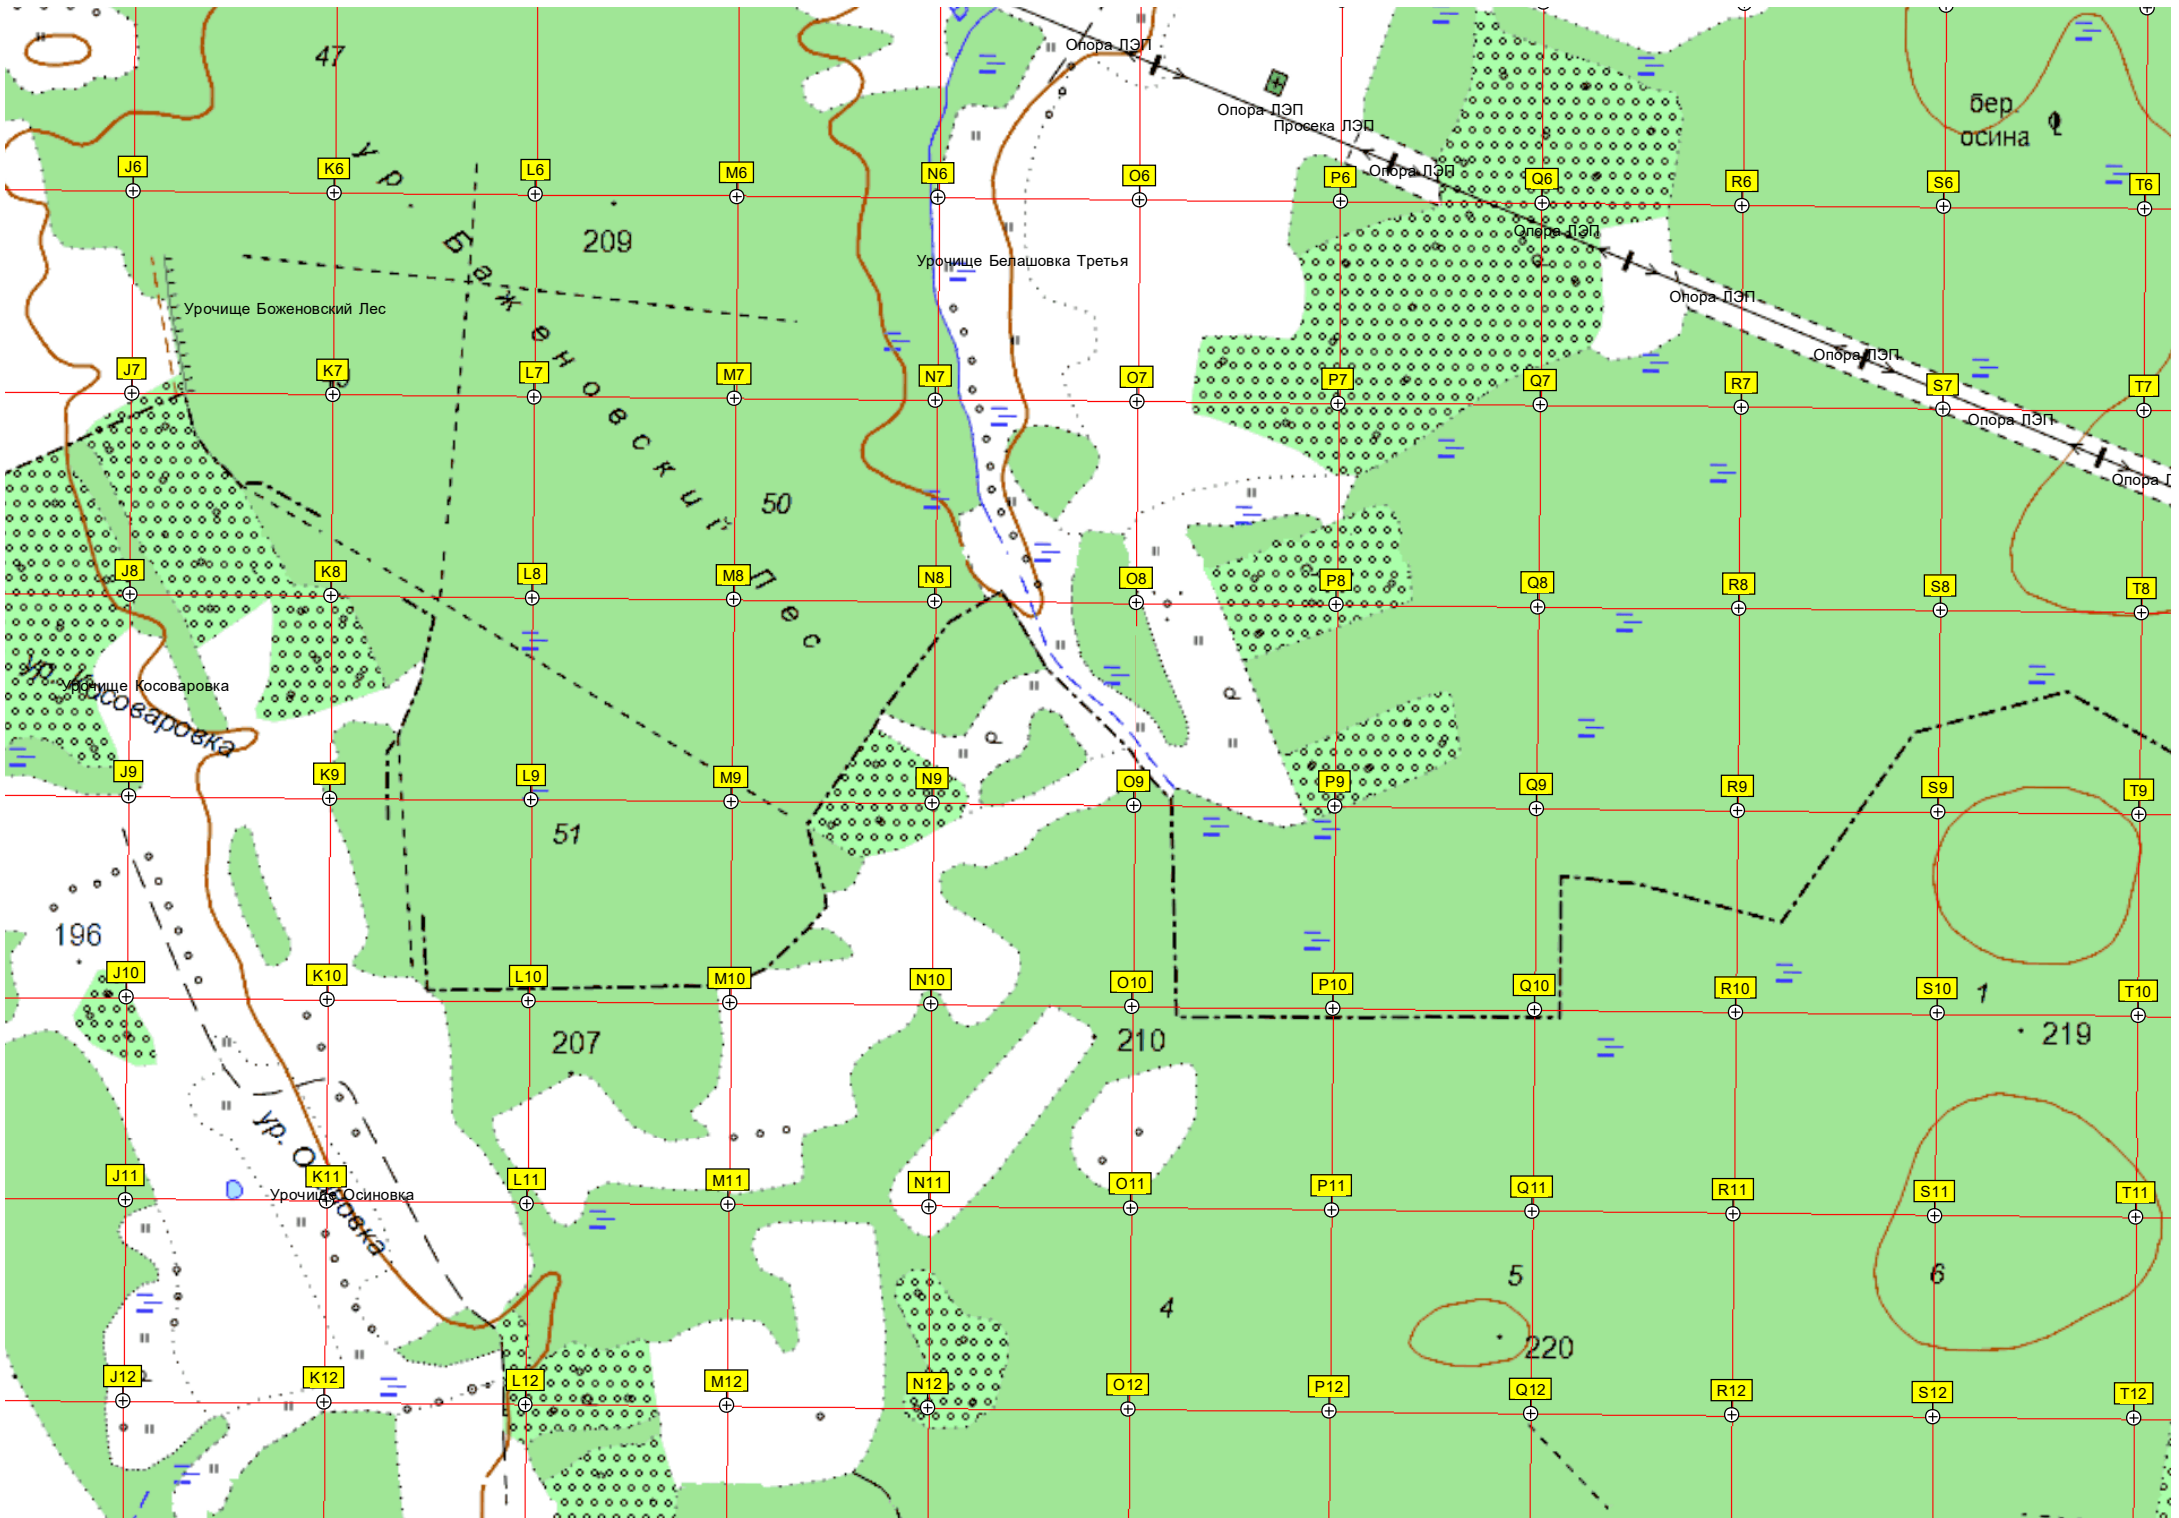 47
Опора ЛЭП
Опора ЛЭП
Просека ЛЭП
бер.
осина
ур. Баженовский Лес
J6
K6
L6
M6
N6
O6
P6
Опора ЛЭП
Q6
R6
S6
T6
209
Опора ЛЭП
Урочище Белашовка Третья
Урочище Боженовский Лес
Опора ЛЭП
Опора ЛЭП
J7
K7
L7
M7
N7
O7
P7
Q7
R7
S7
T7
Опора ЛЭП
50
Опора
J8
K8
L8
M8
N8
O8
P8
Q8
R8
S8
T8
ур. Косоваровка
Урочище Косоваровка
J9
K9
L9
M9
N9
O9
P9
Q9
R9
S9
T9
51
196
J10
K10
L10
M10
N10
O10
P10
Q10
R10
S10
1
T10
207
210
219
ур.
J11
K11
L11
M11
N11
O11
P11
Q11
R11
S11
T11
Урочище Осиновка
5
6
4
220
J12
K12
L12
M12
N12
O12
P12
Q12
R12
S12
T12